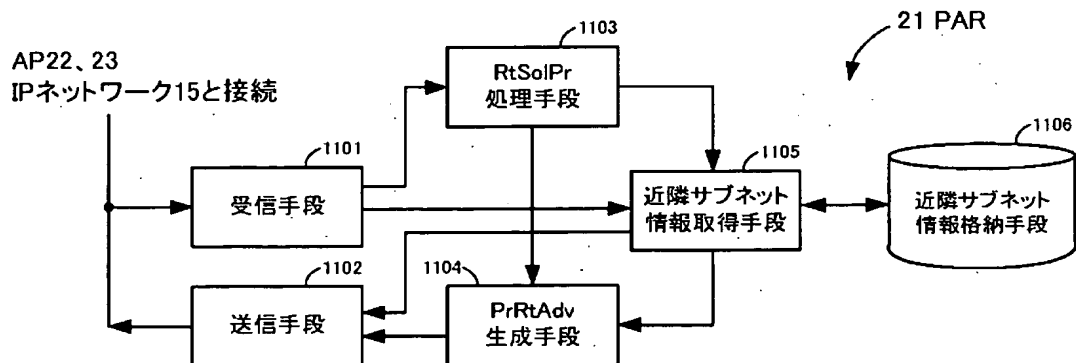 21 PAR
AP22、23
IPネットワーク15と接続
1103
RtSolPr
処理手段
1101
受信手段
1105
近隣サブネット
情報取得手段
1106
近隣サブネット
情報格納手段
1102
送信手段
1104
PrRtAdv
生成手段